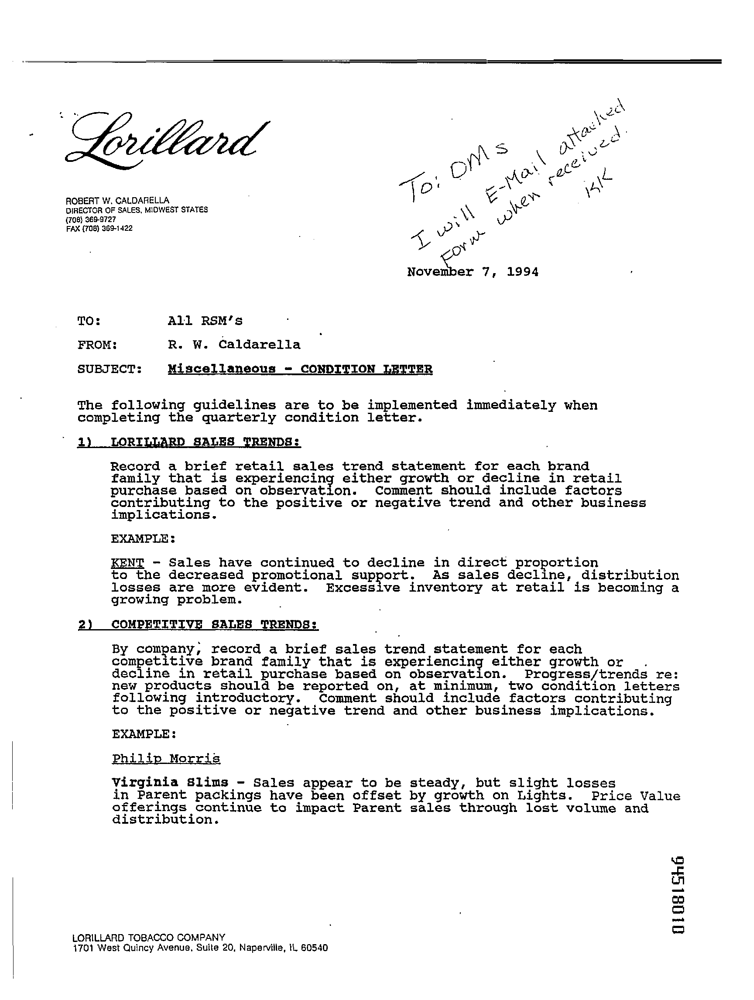 Lorillard
To: DMs
I will E-Mail attached
Form when received.
ROBERT W. CALDARELLA
DIRECTOR OF SALES, MIDWEST STATES
(708) 369-9727
FAX (708) 369-1422
November 7, 1994
TO: All RSM's
FROM: R. W. Caldarella
SUBJECT: Miscellaneous - CONDITION LETTER
The following guidelines are to be implemented immediately when
completing the quarterly condition letter.
1) LORILLARD SALES TRENDS:
Record a brief retail sales trend statement for each brand
family that is experiencing either growth or decline in retail
purchase based on observation. Comment should include factors
contributing to the positive or negative trend and other business
implications.
EXAMPLE:
KENT - Sales have continued to decline in direct proportion
to the decreased promotional support. As sales decline, distribution
losses are more evident. Excessive inventory at retail is becoming a
growing problem.
2) COMPETITIVE SALES TRENDS:
By company, record a brief sales trend statement for each
competitive brand family that is experiencing either growth or
decline in retail purchase based on observation. Progress/trends re:
new products should be reported on, at minimum, two condition letters
following introductory. Comment should include factors contributing
to the positive or negative trend and other business implications.
EXAMPLE:
Philip Morris
Virginia Slims - Sales appear to be steady, but slight losses
in Parent packings have been offset by growth on Lights. Price Value
offerings continue to impact Parent sales through lost volume and
distribution.
94518010
LORILLARD TOBACCO COMPANY
1701 West Quincy Avenue, Suite 20, Naperville, IL 60540